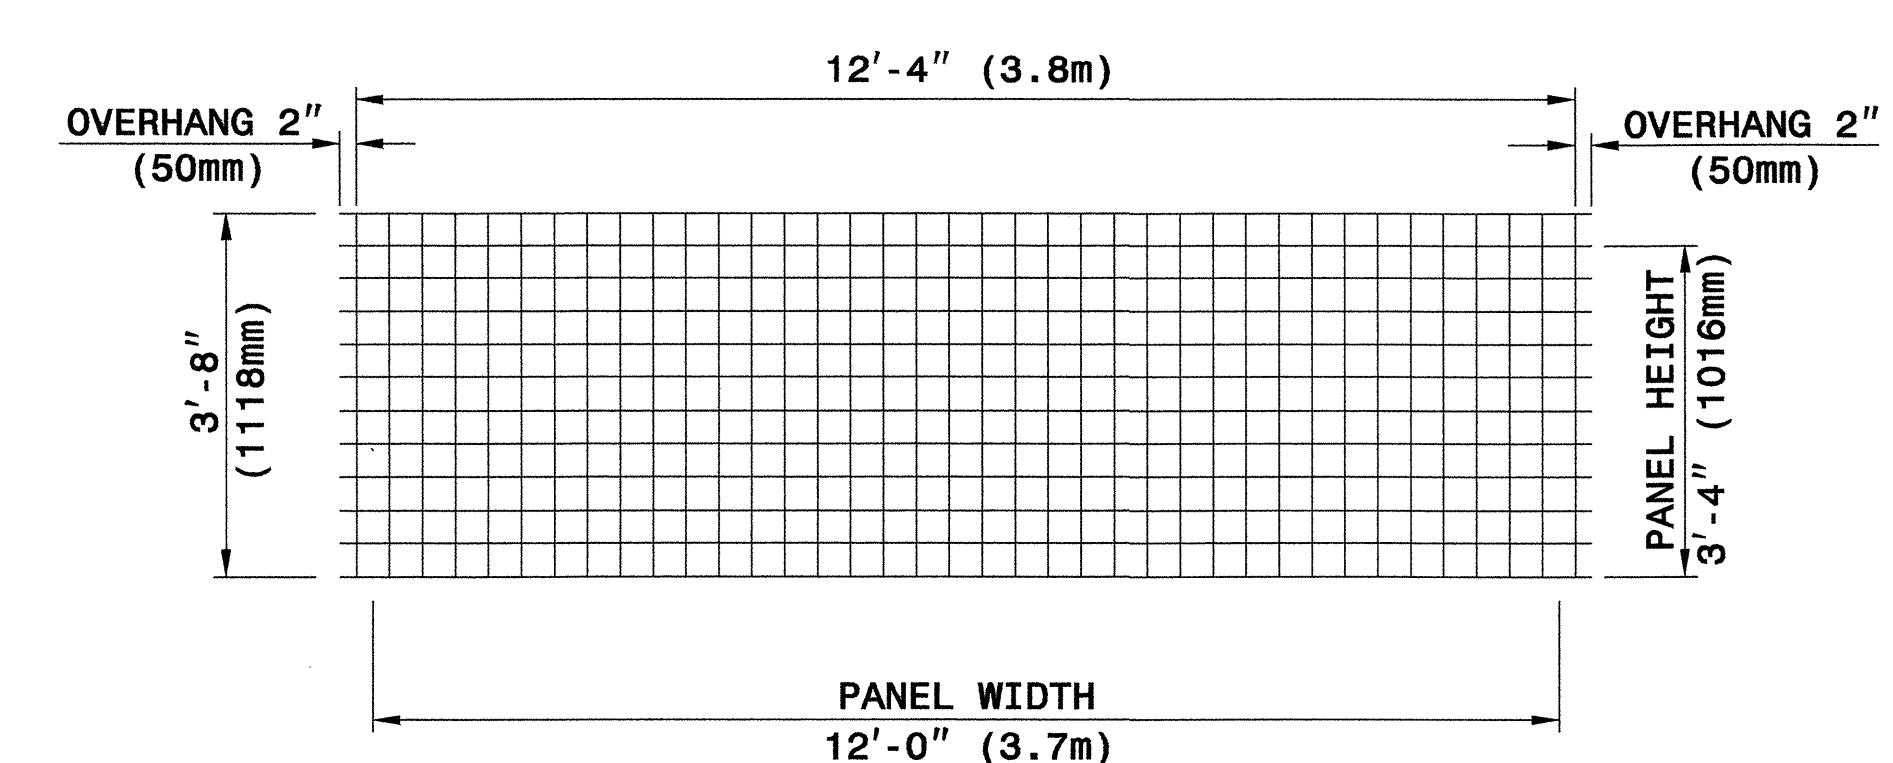 12'-4" (3.8m)
OVERHANG 2"
(50mm)
OVERHANG 2"
(50mm)
3'-8"
(1118mm)
PANEL HEIGHT
3'-4" (1016mm)
PANEL WIDTH
12'-0" (3.7m)